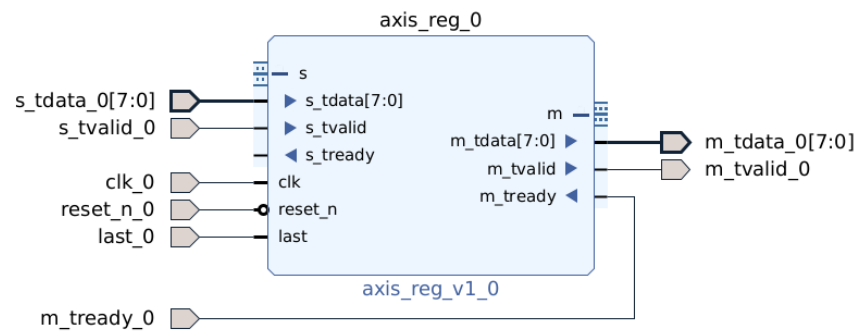 axis_reg_0
s
s_tdata_0[7:0]
s_tdata[7:0]
s_tvalid_0
s_tvalid
s_tready
clk_0
clk
reset_n_0
reset_n
last_0
last
m
m_tdata[7:0]
m_tdata_0[7:0]
m_tvalid
m_tvalid_0
m_tready
axis_reg_v1_0
m_tready_0